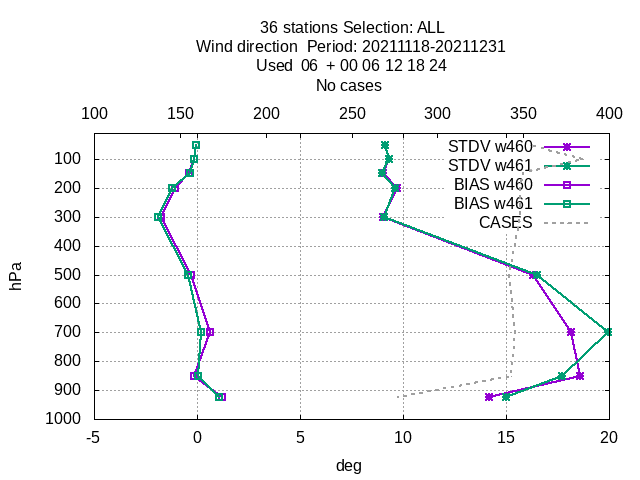 36 stations Selection: ALL
Wind direction  Period: 20211118-20211231
Used  06  + 00 06 12 18 24
No cases
100 150 200 250 300 350 400
STDV w460
STDV w461
BIAS w460
BIAS w461
CASES
100
200
300
400
500
600
700
800
900
1000
hPa
-5 0 5 10 15 20
deg